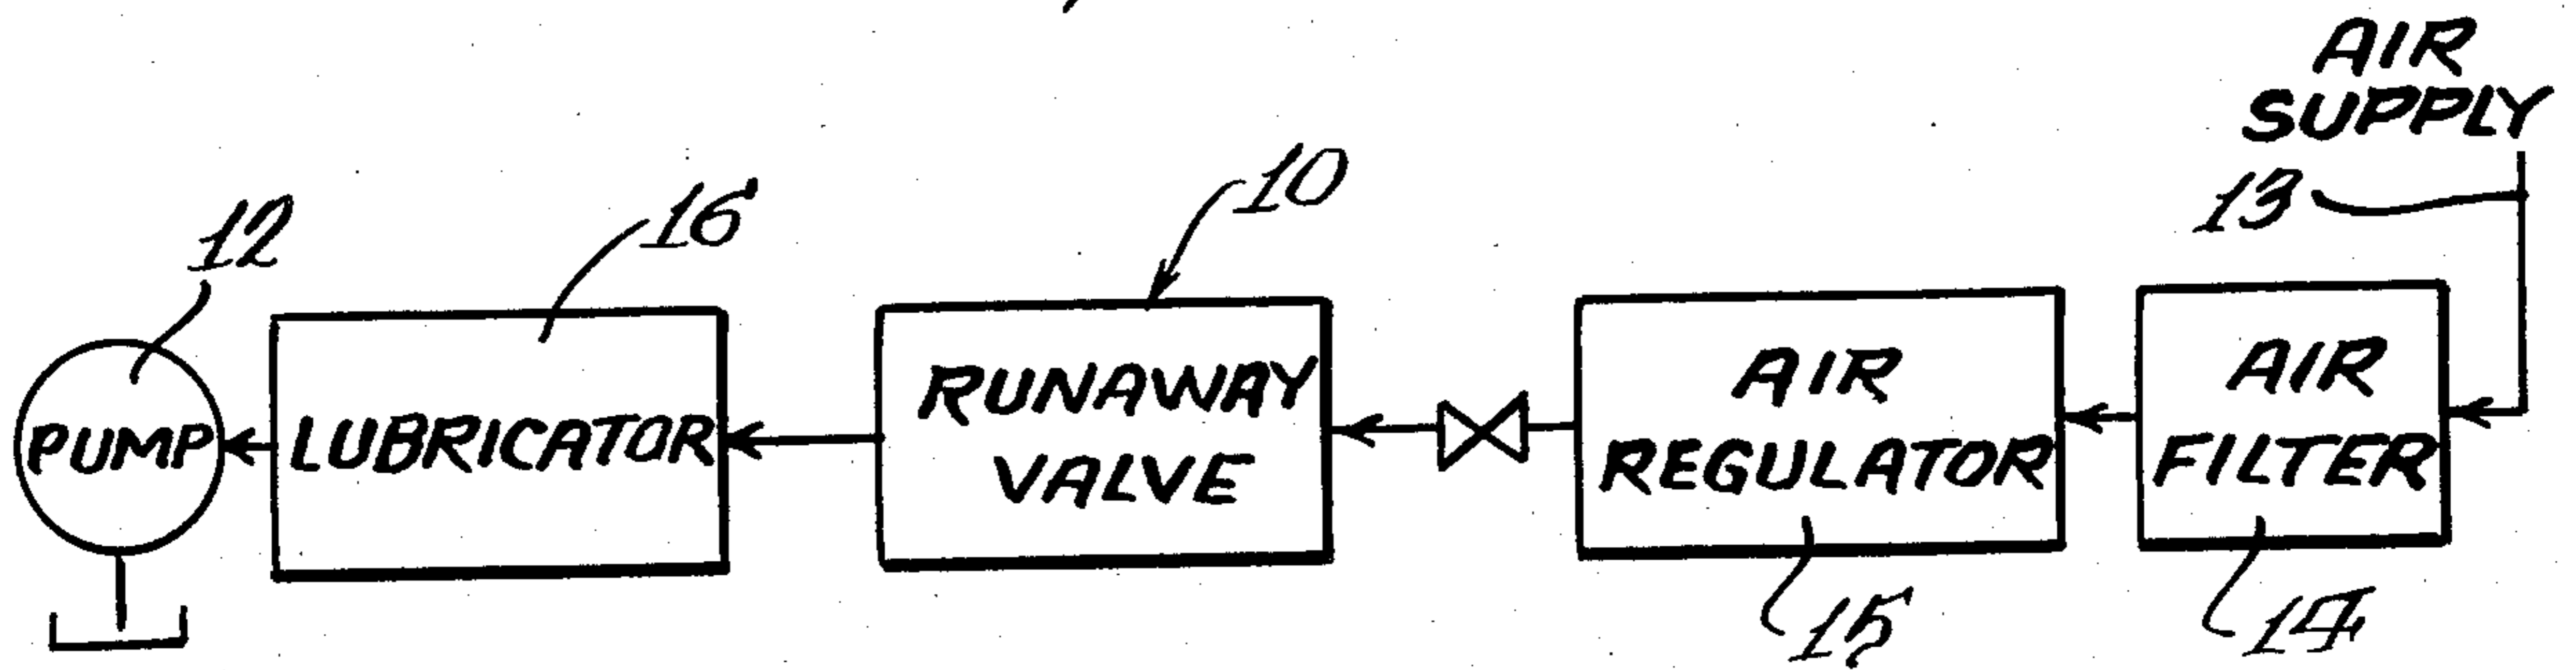 AIR
SUPPLY
10
13
16
12
PUMP
LUBRICATOR
RUNAWAY
VALVE
AIR
REGULATOR
AIR
FILTER
15
14